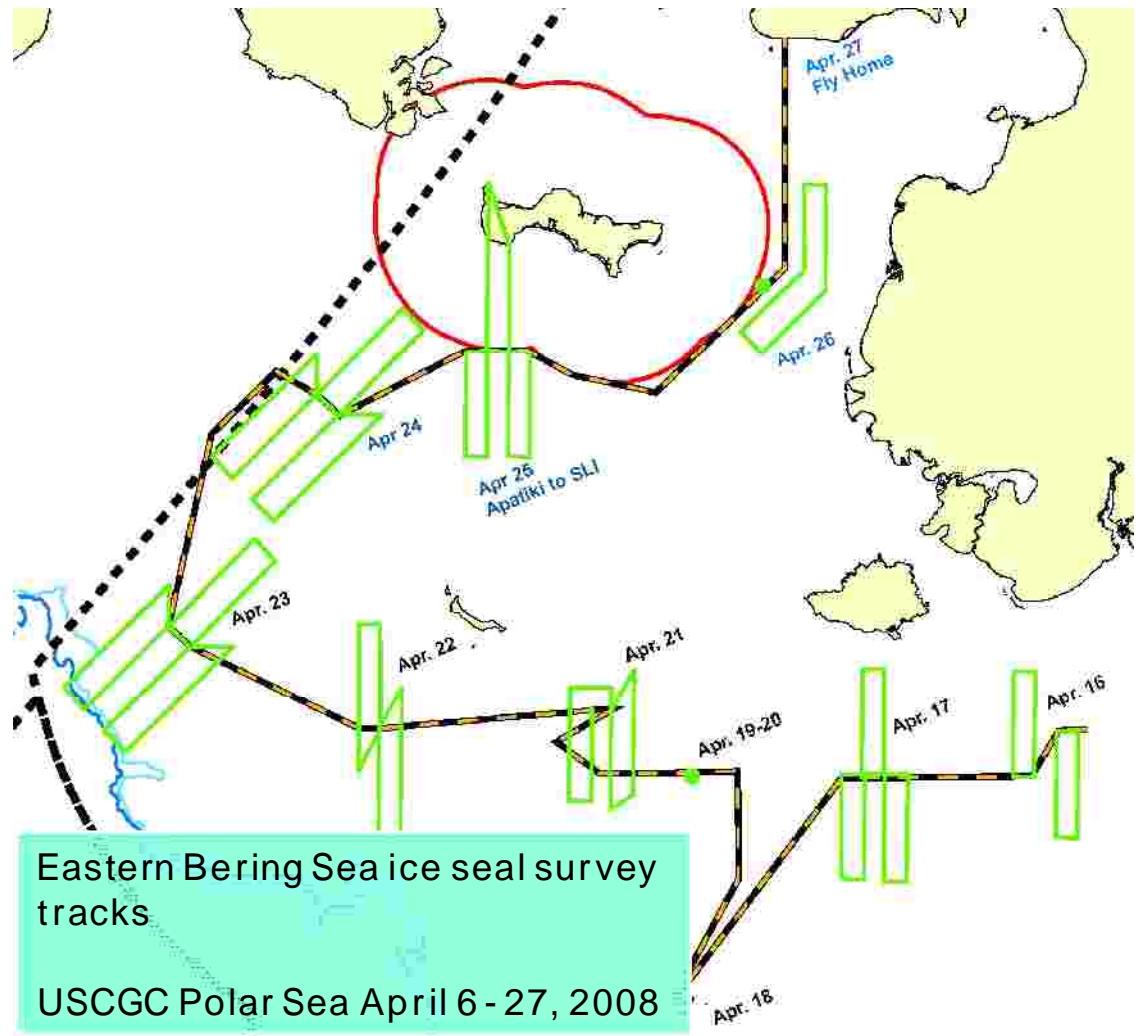 Apr. 27
Fly Home
Apr. 26
Apr 24
Apr 25
Apatiki to SLI
Apr. 23
Apr. 22
Apr. 21
Apr. 19-20
Apr. 17
Apr. 16
Apr. 18
Eastern Bering Sea ice seal survey
tracks
USCGC Polar Sea April 6 - 27, 2008